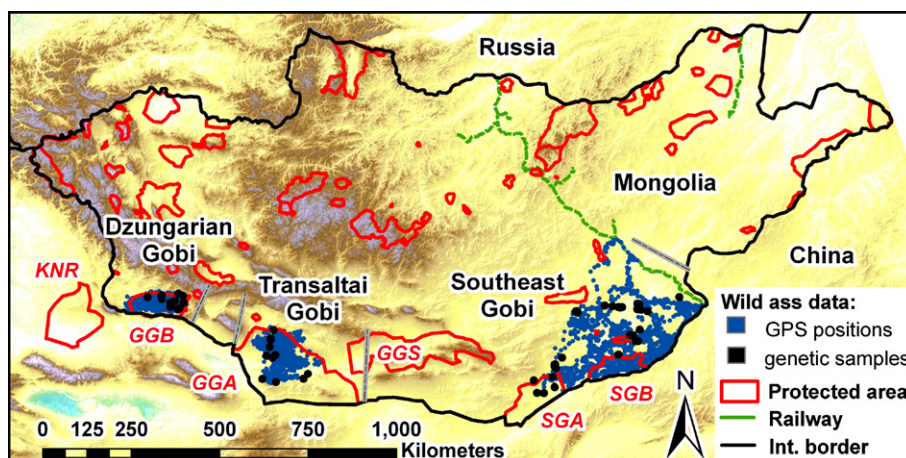 Russia
Mongolia
Dzungarian
Gobi
China
KNR
Transaltai
Gobi
Southeast
Gobi
GGB
GGS
GGA
SGB
SGA
Wild ass data:
GPS positions
genetic samples
Protected area
Railway
Int. border
N
0 125 250 500 750 1,000
Kilometers